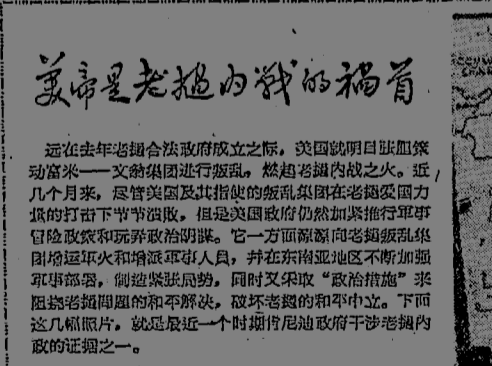 美帝是老挝内战的祸首
远在去年老挝合法政府成立之际，美国就明目张胆策
动富米——文翁集团进行叛乱，燃起老挝内战之火。近
几个月来，尽管美国及其指使的叛乱集团在老挝爱国力
量的打击下节节溃败，但是美国政府仍然加紧推行军事
冒险政策和玩弄政治阴谋。它一方面源源向老挝叛乱集
团增运军火和增派军事人员，并在东南亚地区不断加强
军事部署，制造紧张局势，同时又采取“政治措施”来
阻挠老挝问题的和平解决，破坏老挝的和平中立。下面
这几幅照片，就是最近一个时期肯尼迪政府干涉老挝内
政的证据之一。